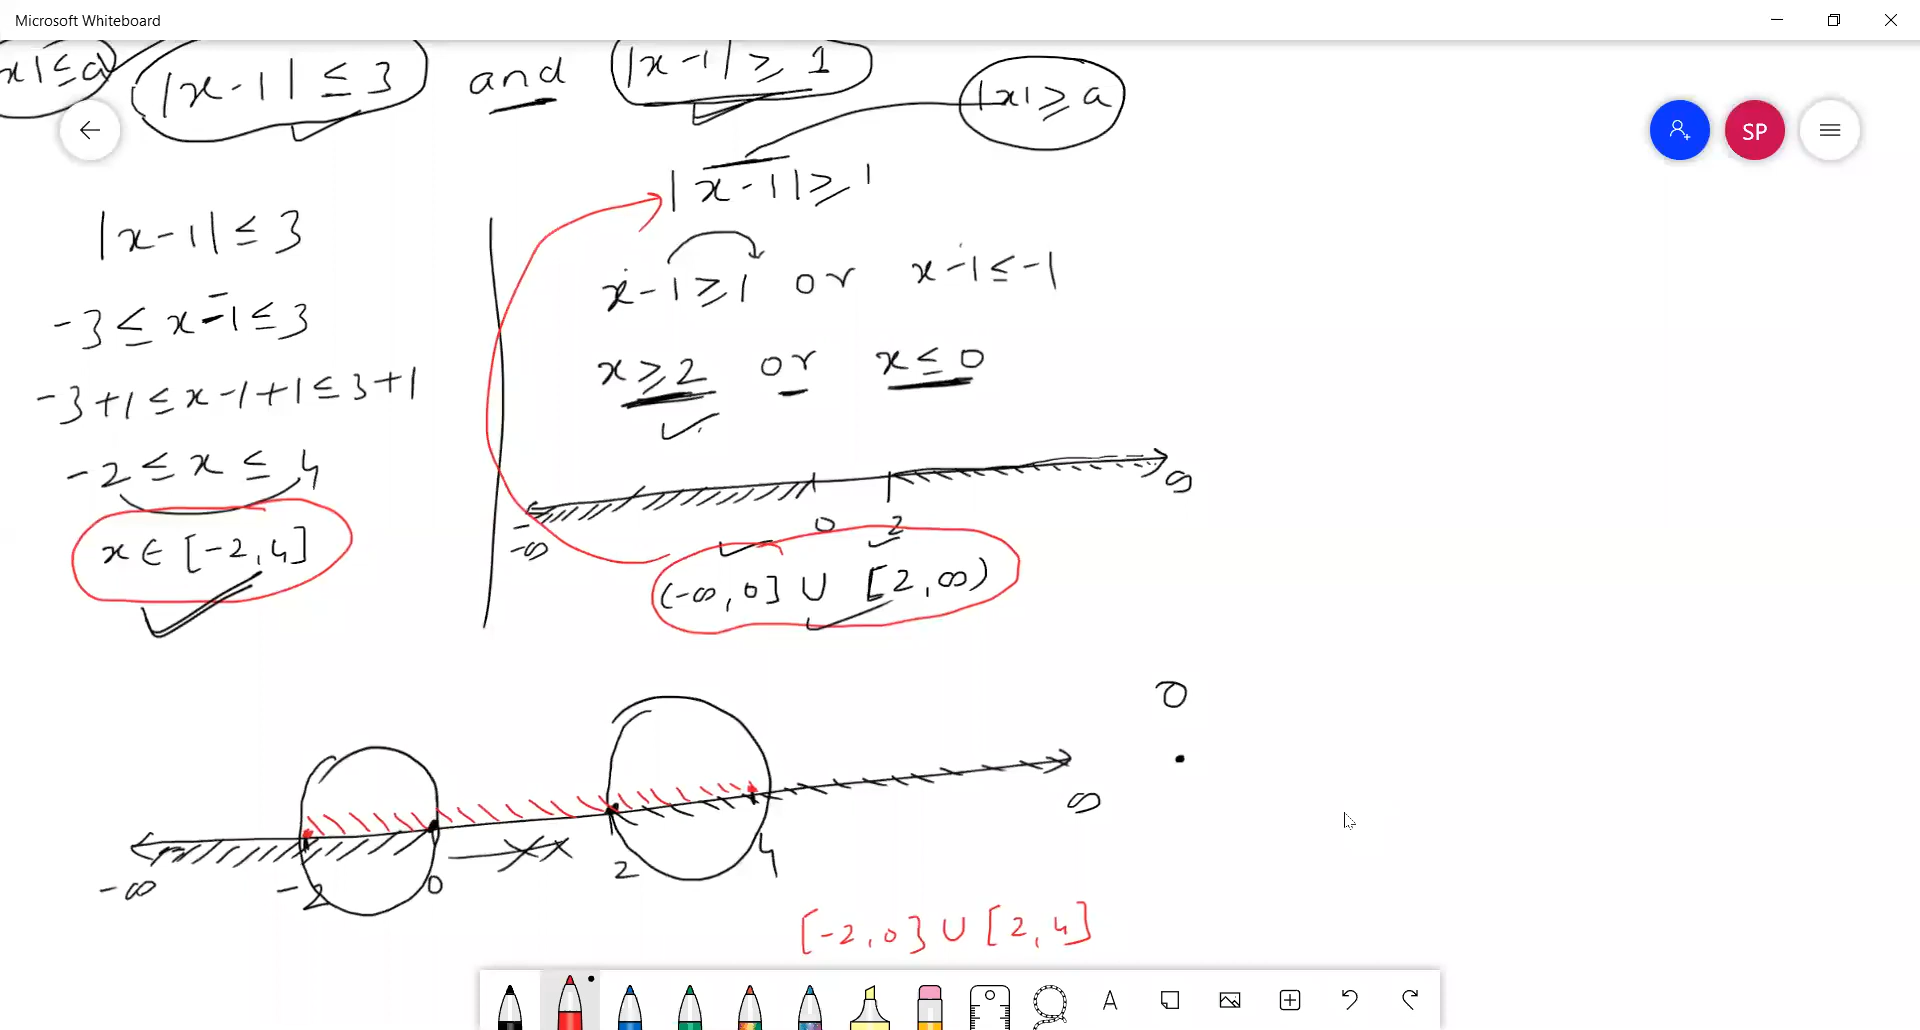 Microsoft Whiteboard
x| ≤ a
|x-1| ≤ 3 and |x-1| ≥ 1
|x| ≥ a
SP
|x-1| ≤ 3
-3 ≤ x-1 ≤ 3
-3+1 ≤ x-1+1 ≤ 3+1
-2 ≤ x ≤ 4
x ∈ [-2,4]
|x-1| ≥ 1
x-1 ≥ 1 or x-1 ≤ -1
x ≥ 2 or x ≤ 0
-∞ 0 2 ∞
(-∞,0] ∪ [2,∞)
0
-∞ -2 0 2 4 ∞
[-2,0] ∪ [2,4]
A